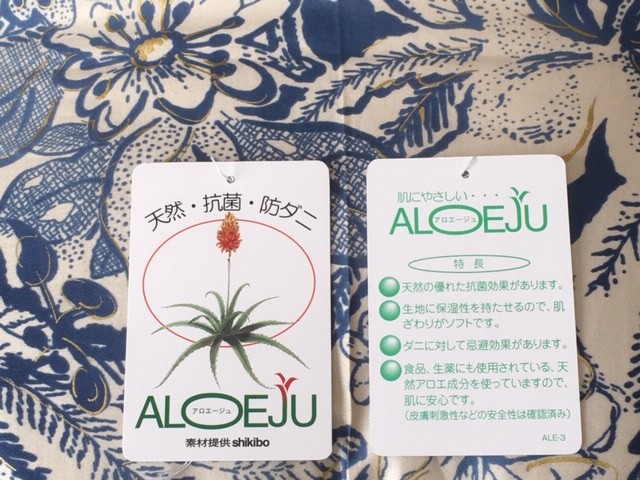 天然・抗菌・防ダニ
ALOEJU
アロエージュ
素材提供 shikibo
肌にやさしい・・・
ALOEJU
アロエージュ
特長
天然の優れた抗菌効果があります。
生地に保湿性を持たせるので、肌
ざわりがソフトです。
ダニに対して忌避効果があります。
食品、生薬にも使用されている、天
然アロエ成分を使っていますので、
肌に安心です。
(皮膚刺激性などの安全性は確認済み)
ALE-3